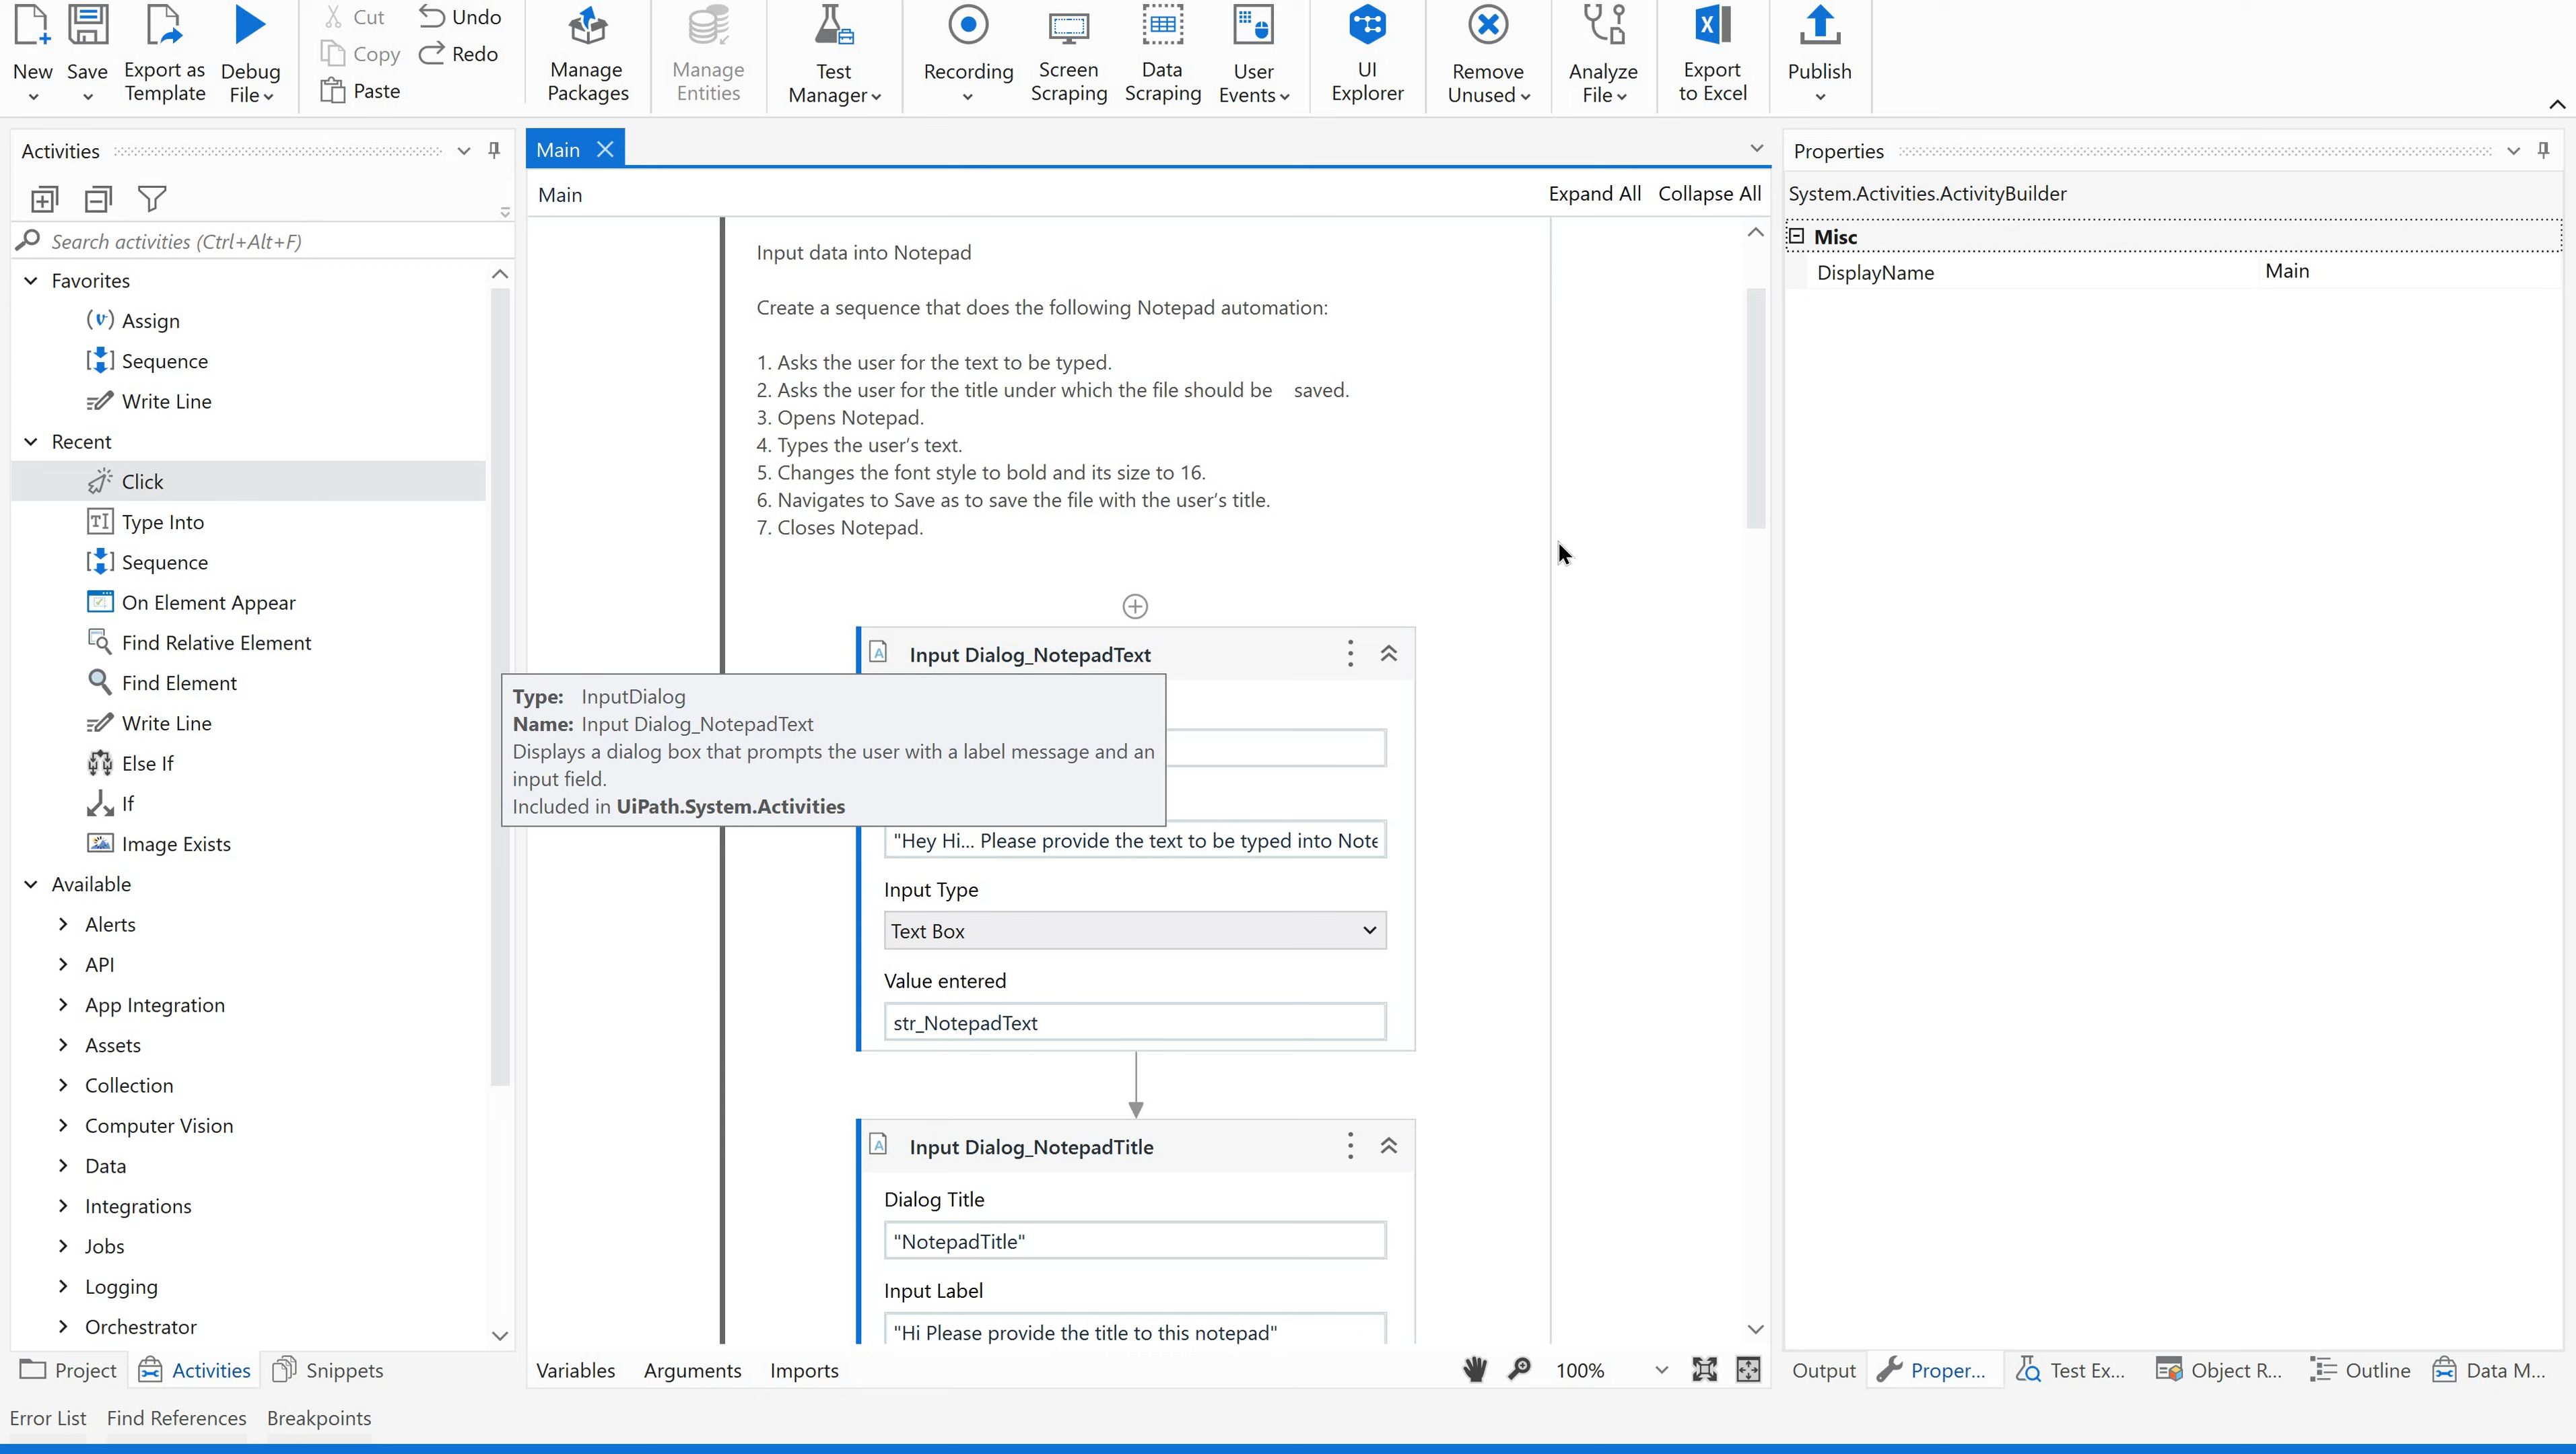 New
Save
Export as
Template
Debug
File
Cut
Copy
Paste
Undo
Redo
Manage
Packages
Manage
Entities
Test
Manager
Recording
Screen
Scraping
Data
Scraping
User
Events
UI
Explorer
Remove
Unused
Analyze
File
Export
to Excel
Publish
Activities
Search activities (Ctrl+Alt+F)
Favorites
Assign
Sequence
Write Line
Recent
Click
Type Into
Sequence
On Element Appear
Find Relative Element
Find Element
Write Line
Else If
If
Image Exists
Available
Alerts
API
App Integration
Assets
Collection
Computer Vision
Data
Integrations
Jobs
Logging
Orchestrator
Project
Activities
Snippets
Main
Main
Expand All
Collapse All
Input data into Notepad
Create a sequence that does the following Notepad automation:
1. Asks the user for the text to be typed.
2. Asks the user for the title under which the file should be saved.
3. Opens Notepad.
4. Types the user's text.
5. Changes the font style to bold and its size to 16.
6. Navigates to Save as to save the file with the user's title.
7. Closes Notepad.
Input Dialog_NotepadText
Type: InputDialog
Name: Input Dialog_NotepadText
Displays a dialog box that prompts the user with a label message and an
input field.
Included in UiPath.System.Activities
"Hey Hi... Please provide the text to be typed into Note
Input Type
Text Box
Value entered
str_NotepadText
Input Dialog_NotepadTitle
Dialog Title
"NotepadTitle"
Input Label
"Hi Please provide the title to this notepad"
Variables
Arguments
Imports
100%
Properties
System.Activities.ActivityBuilder
Misc
DisplayName
Main
Output
Proper...
Test Ex...
Object R...
Outline
Data M...
Error List
Find References
Breakpoints